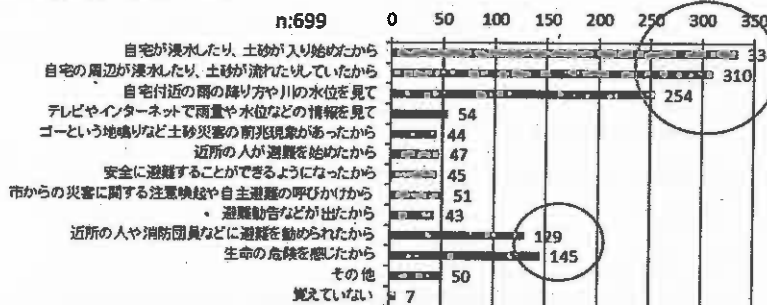 n:699
0 50 100 150 200 250 300 350
自宅が浸水したり、土砂が入り始めたから 33
自宅の周辺が浸水したり、土砂が流れたりしていたから 310
自宅付近の雨の降り方や川の水位を見て 254
テレビやインターネットで雨量や水位などの情報を見て 54
ゴーという地鳴りなど土砂災害の前兆現象があったから 44
近所の人が避難を始めたから 47
安全に避難することができるようになったから 45
市からの災害に関する注意喚起や自主避難の呼びかけから 51
避難勧告などが出たから 43
近所の人や消防団員などに避難を勧められたから 129
生命の危険を感じたから 145
その他 50
覚えていない 7